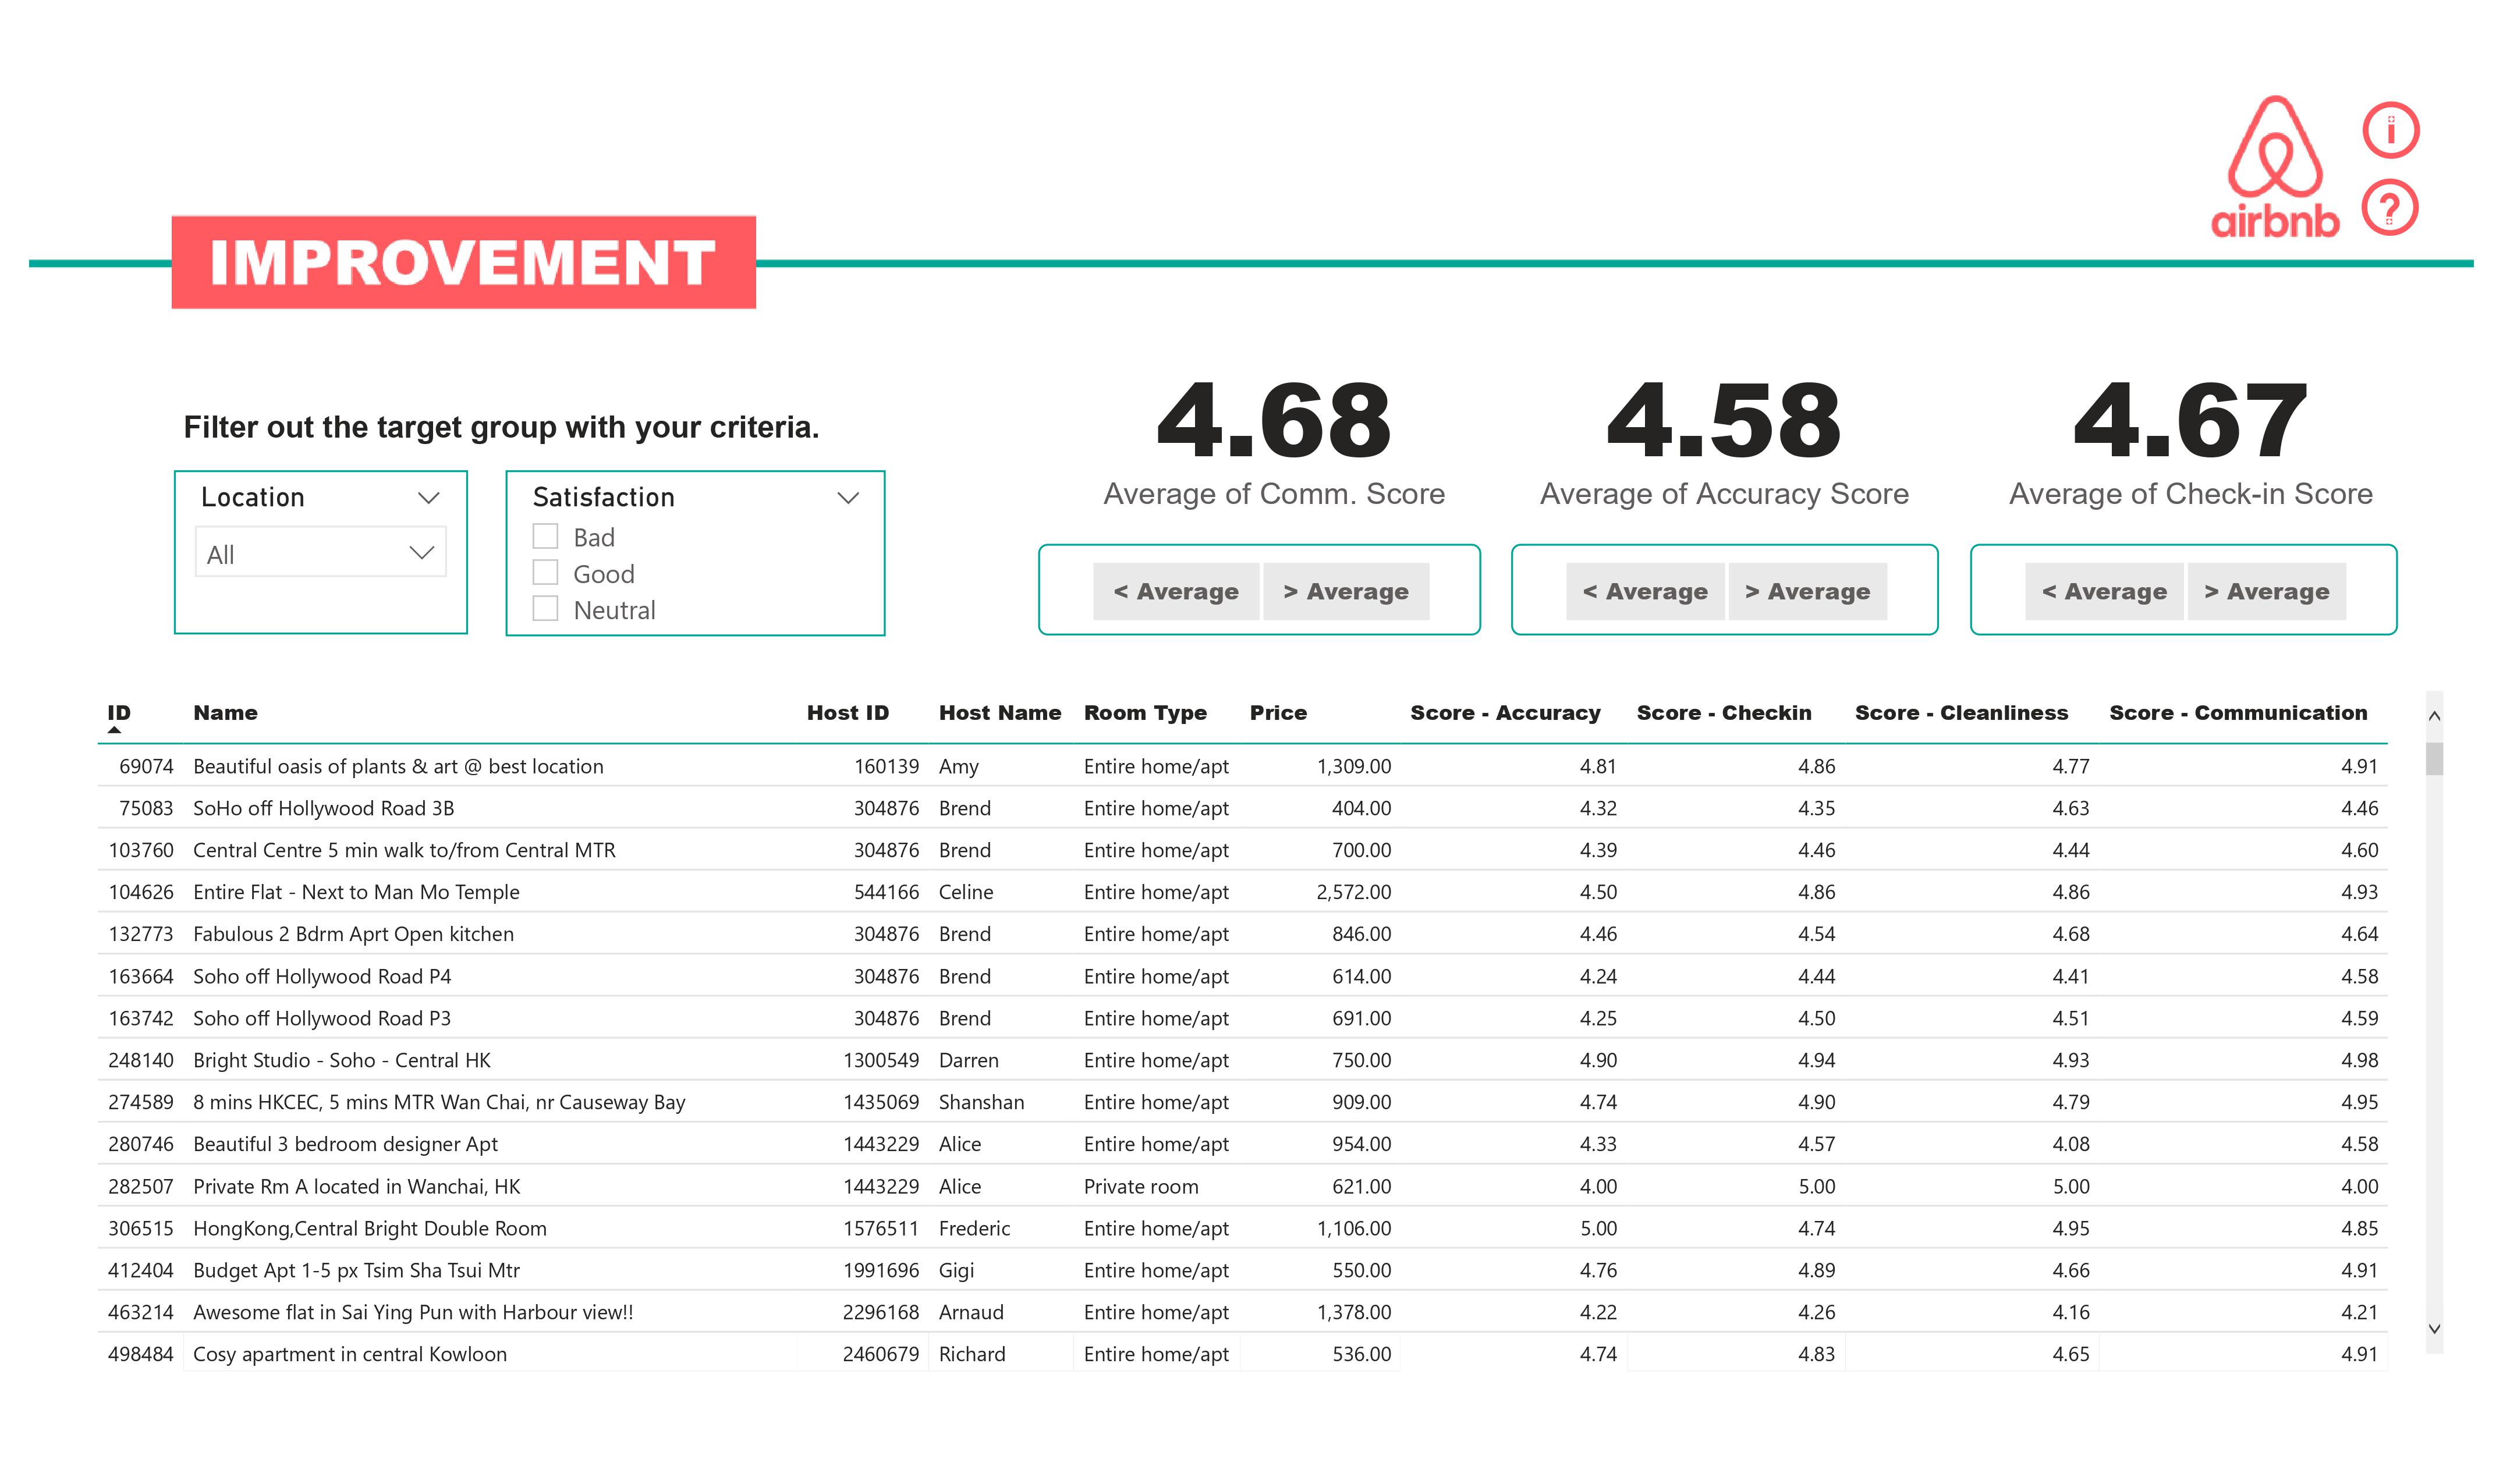 airbnb
i
?
IMPROVEMENT
Filter out the target group with your criteria.
Location
All
Satisfaction
Bad
Good
Neutral
4.68
Average of Comm. Score
< Average > Average
4.58
Average of Accuracy Score
< Average > Average
4.67
Average of Check-in Score
< Average > Average
ID Name Host ID Host Name Room Type Price Score - Accuracy Score - Checkin Score - Cleanliness Score - Communication
69074 Beautiful oasis of plants & art @ best location 160139 Amy Entire home/apt 1,309.00 4.81 4.86 4.77 4.91
75083 SoHo off Hollywood Road 3B 304876 Brend Entire home/apt 404.00 4.32 4.35 4.63 4.46
103760 Central Centre 5 min walk to/from Central MTR 304876 Brend Entire home/apt 700.00 4.39 4.46 4.44 4.60
104626 Entire Flat - Next to Man Mo Temple 544166 Celine Entire home/apt 2,572.00 4.50 4.86 4.86 4.93
132773 Fabulous 2 Bdrm Aprt Open kitchen 304876 Brend Entire home/apt 846.00 4.46 4.54 4.68 4.64
163664 Soho off Hollywood Road P4 304876 Brend Entire home/apt 614.00 4.24 4.44 4.41 4.58
163742 Soho off Hollywood Road P3 304876 Brend Entire home/apt 691.00 4.25 4.50 4.51 4.59
248140 Bright Studio - Soho - Central HK 1300549 Darren Entire home/apt 750.00 4.90 4.94 4.93 4.98
274589 8 mins HKCEC, 5 mins MTR Wan Chai, nr Causeway Bay 1435069 Shanshan Entire home/apt 909.00 4.74 4.90 4.79 4.95
280746 Beautiful 3 bedroom designer Apt 1443229 Alice Entire home/apt 954.00 4.33 4.57 4.08 4.58
282507 Private Rm A located in Wanchai, HK 1443229 Alice Private room 621.00 4.00 5.00 5.00 4.00
306515 HongKong,Central Bright Double Room 1576511 Frederic Entire home/apt 1,106.00 5.00 4.74 4.95 4.85
412404 Budget Apt 1-5 px Tsim Sha Tsui Mtr 1991696 Gigi Entire home/apt 550.00 4.76 4.89 4.66 4.91
463214 Awesome flat in Sai Ying Pun with Harbour view!! 2296168 Arnaud Entire home/apt 1,378.00 4.22 4.26 4.16 4.21
498484 Cosy apartment in central Kowloon 2460679 Richard Entire home/apt 536.00 4.74 4.83 4.65 4.91